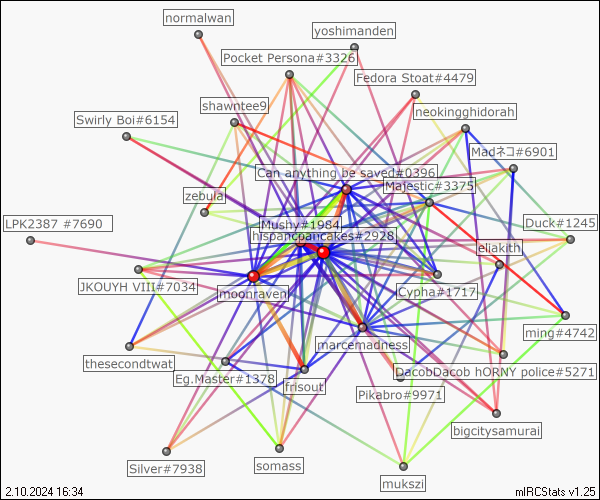 normalwan
yoshimanden
Pocket Persona#3326
Fedora Stoat#4479
shawntee9
neokingghidorah
Swirly Boi#6154
Madネコ#6901
Can anything be saved#0396
Majestic#3375
zebulal
LPK2387 #7690
Mushy#1984
Duck#1245
hispancpancakes#2928
eliakith
JKOUYH VIII#7034
moonraven
Cypha#1717
ming#4742
marcemadness
thesecondtwat
DacobDacob hORNY police#5271
Eg.Master#1378
frisout
Pikabro#9971
bigcitysamurai
Silver#7938
somass
mukszi
2.10.2024 16:34
mIRCStats v1.25